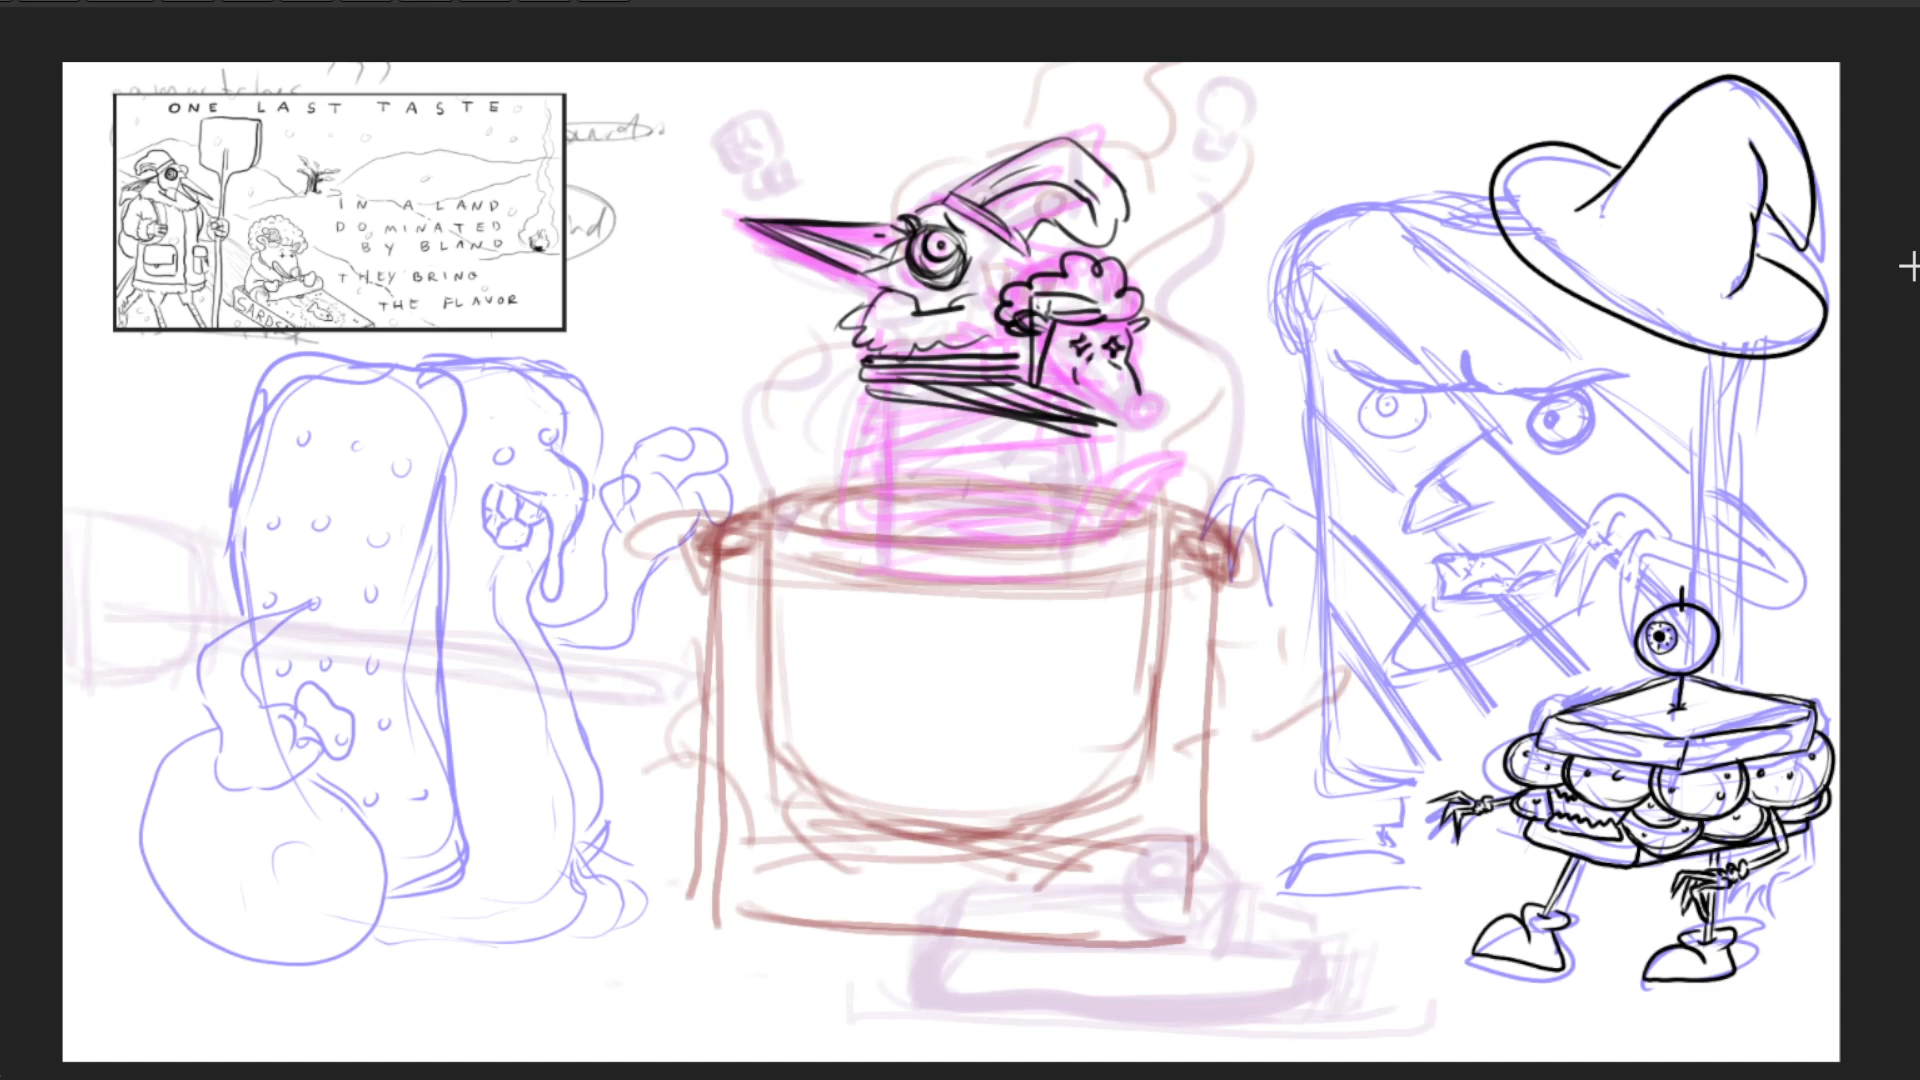 ONE LAST TASTE
IN A LAND
DOMINATED
BY BLAND
THEY BRING
THE FLAVOR